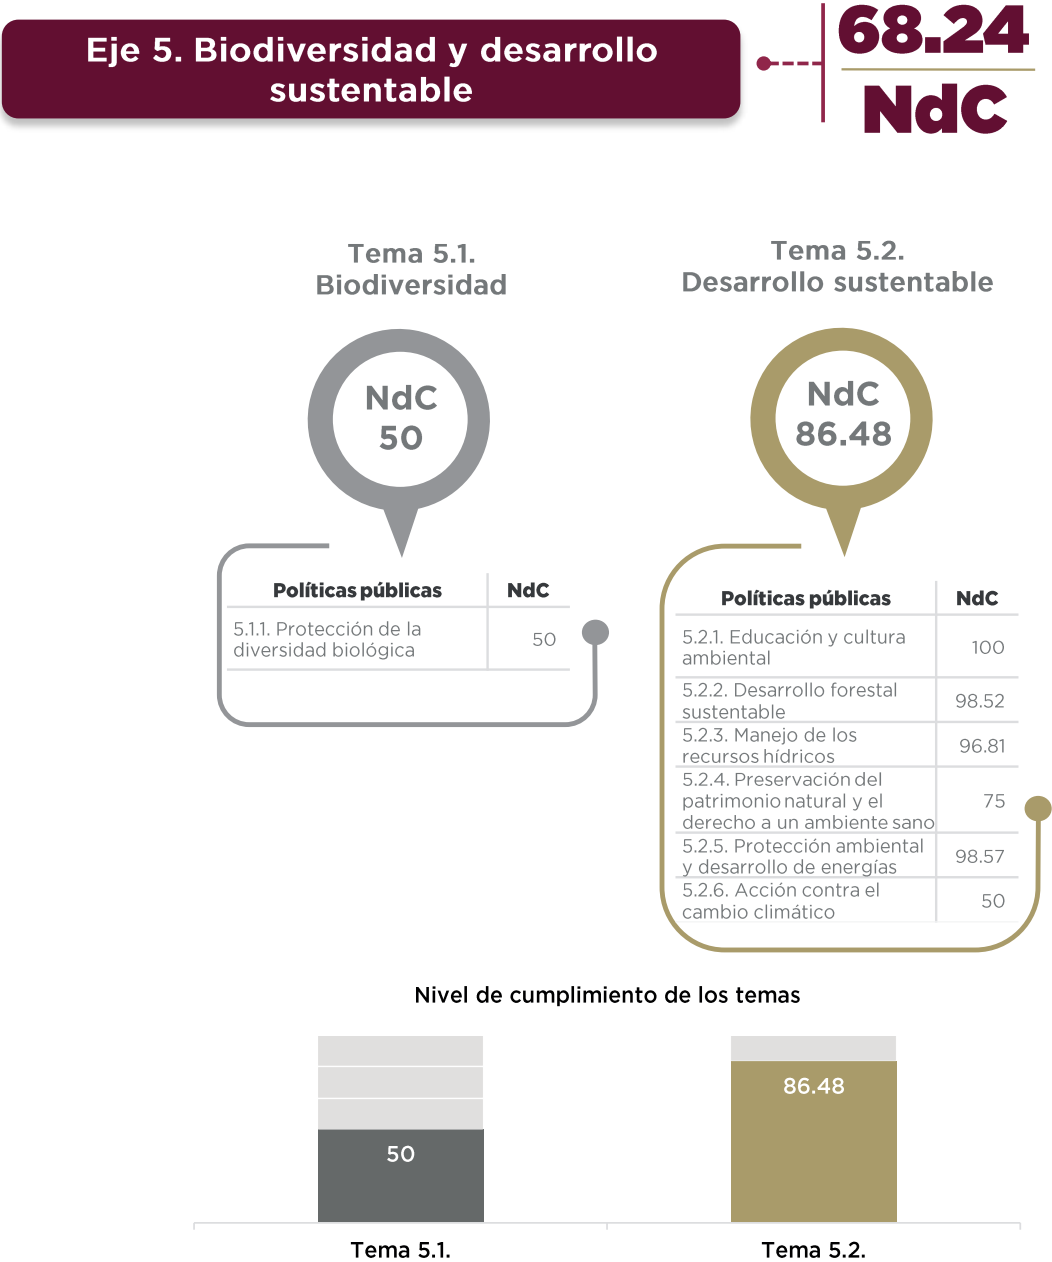 Eje 5. Biodiversidad y desarrollo
sustentable
68.24
NdC
Tema 5.1.
Biodiversidad
NdC
50
Políticas públicas NdC
5.1.1. Protección de la
diversidad biológica
50
Tema 5.2.
Desarrollo sustentable
NdC
86.48
Políticas públicas NdC
5.2.1. Educación y cultura
ambiental
100
5.2.2. Desarrollo forestal
sustentable
98.52
5.2.3. Manejo de los
recursos hídricos
96.81
5.2.4. Preservación del
patrimonio natural y el
derecho a un ambiente sano
75
5.2.5. Protección ambiental
y desarrollo de energías
98.57
5.2.6. Acción contra el
cambio climático
50
Nivel de cumplimiento de los temas
50
86.48
Tema 5.1.
Tema 5.2.